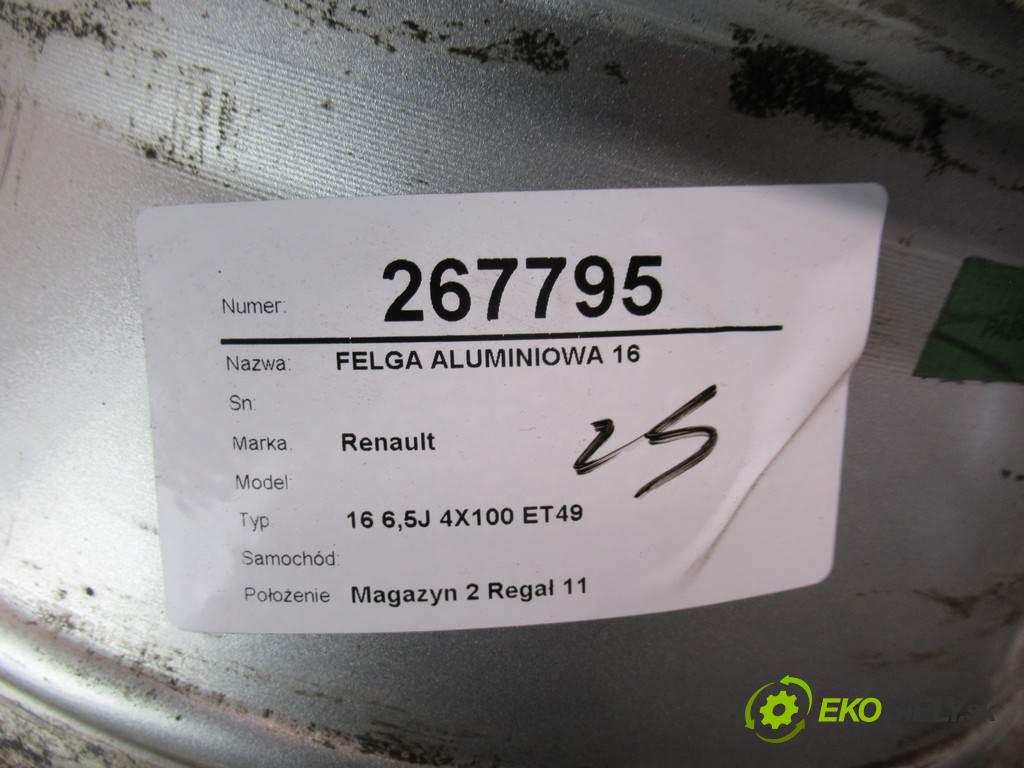 Numer: 267795
Nazwa: FELGA ALUMINIOWA 16
Sn:
Marka. Renault
25
Model
Typ 16 6,5J 4X100 ET49
Samochód:
Położenie Magazyn 2 Regał 11
EKO